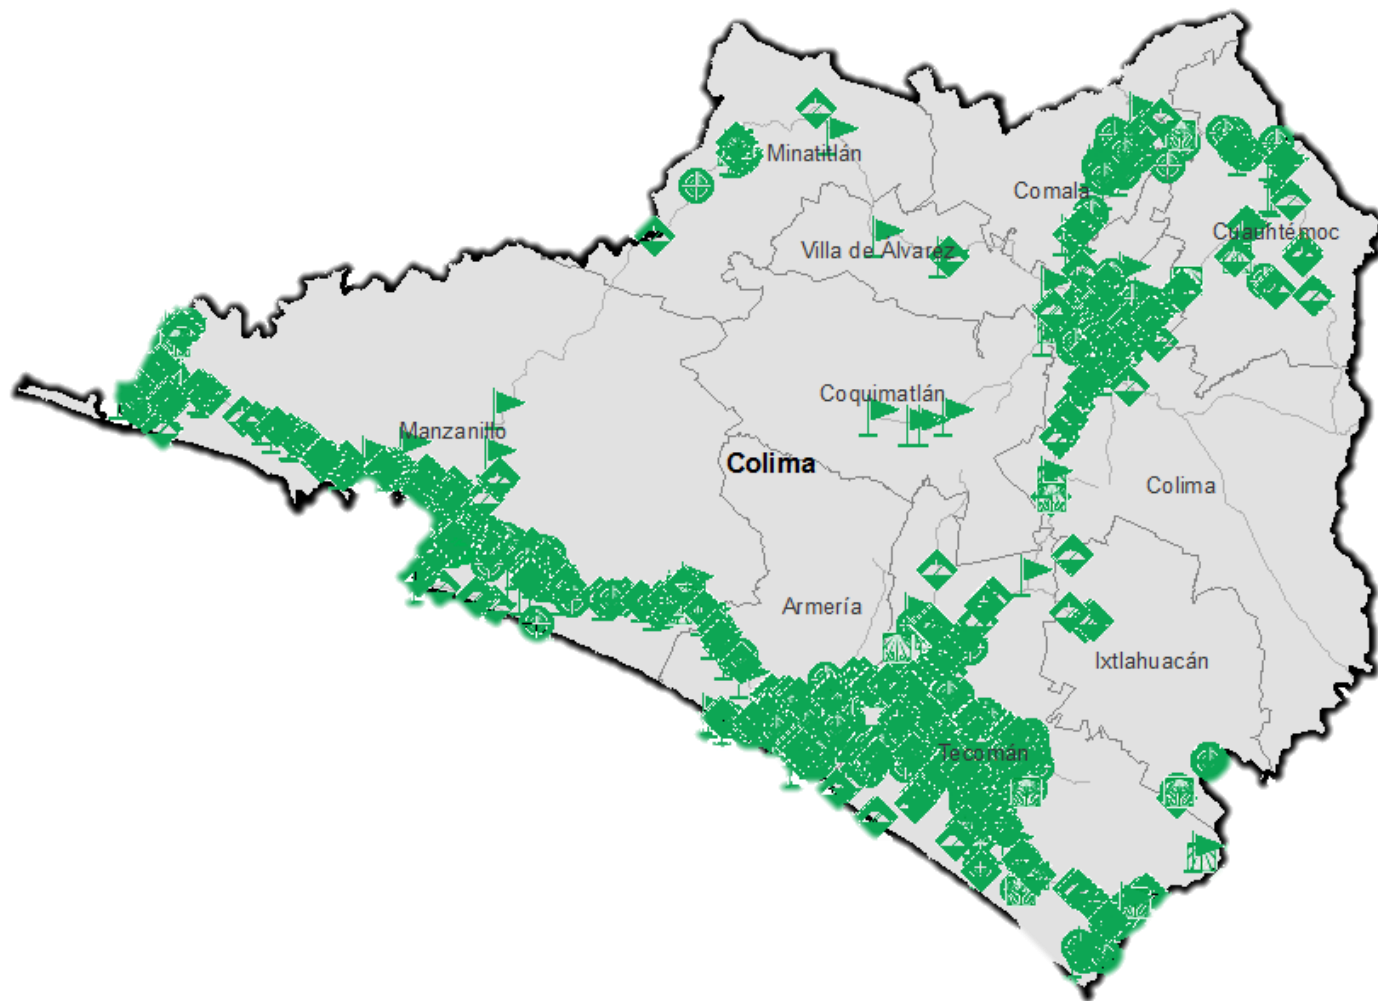 Minatitlán
Comala
Cuauhtémoc
Villa de Alvarez
Coquimatlán
Manzanillo
Colima
Colima
Armería
Ixtlahuacán
Tecomán